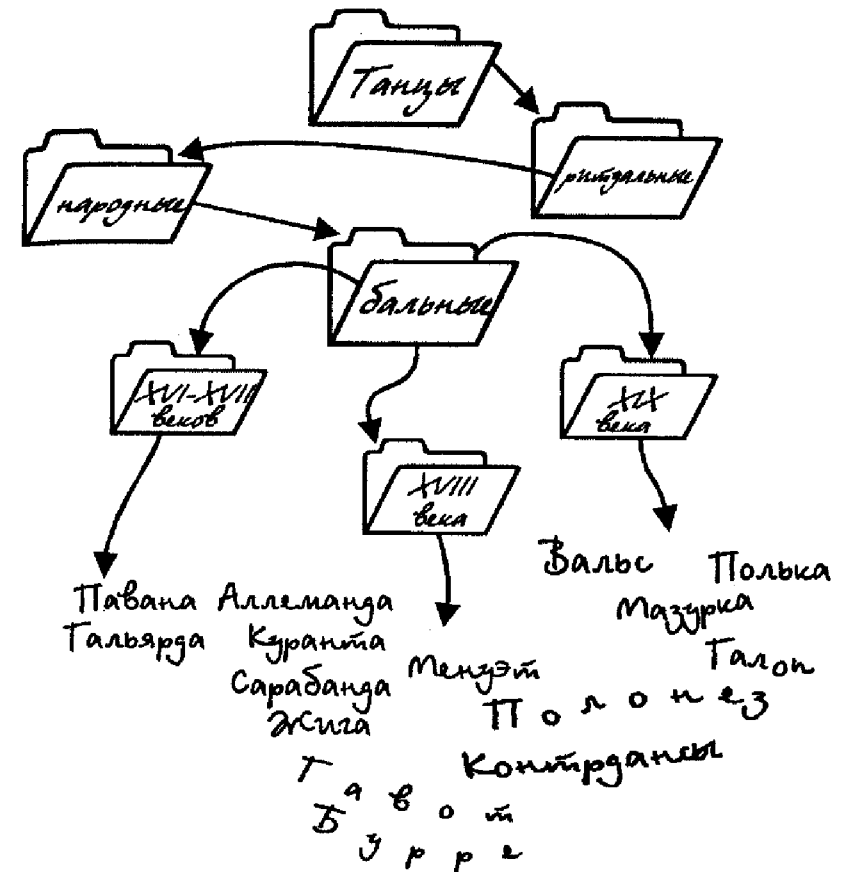 Танцы
ритуальные
народные
бальные
XVI-XVII
веков
XIX
века
XVIII
века
Павана
Гальярда
Аллеманда
Куранта
Сарабанда
Жига
Гавот
Бурре
Менуэт
Полонез
Контрдансы
Вальс
Полька
Мазурка
Галоп